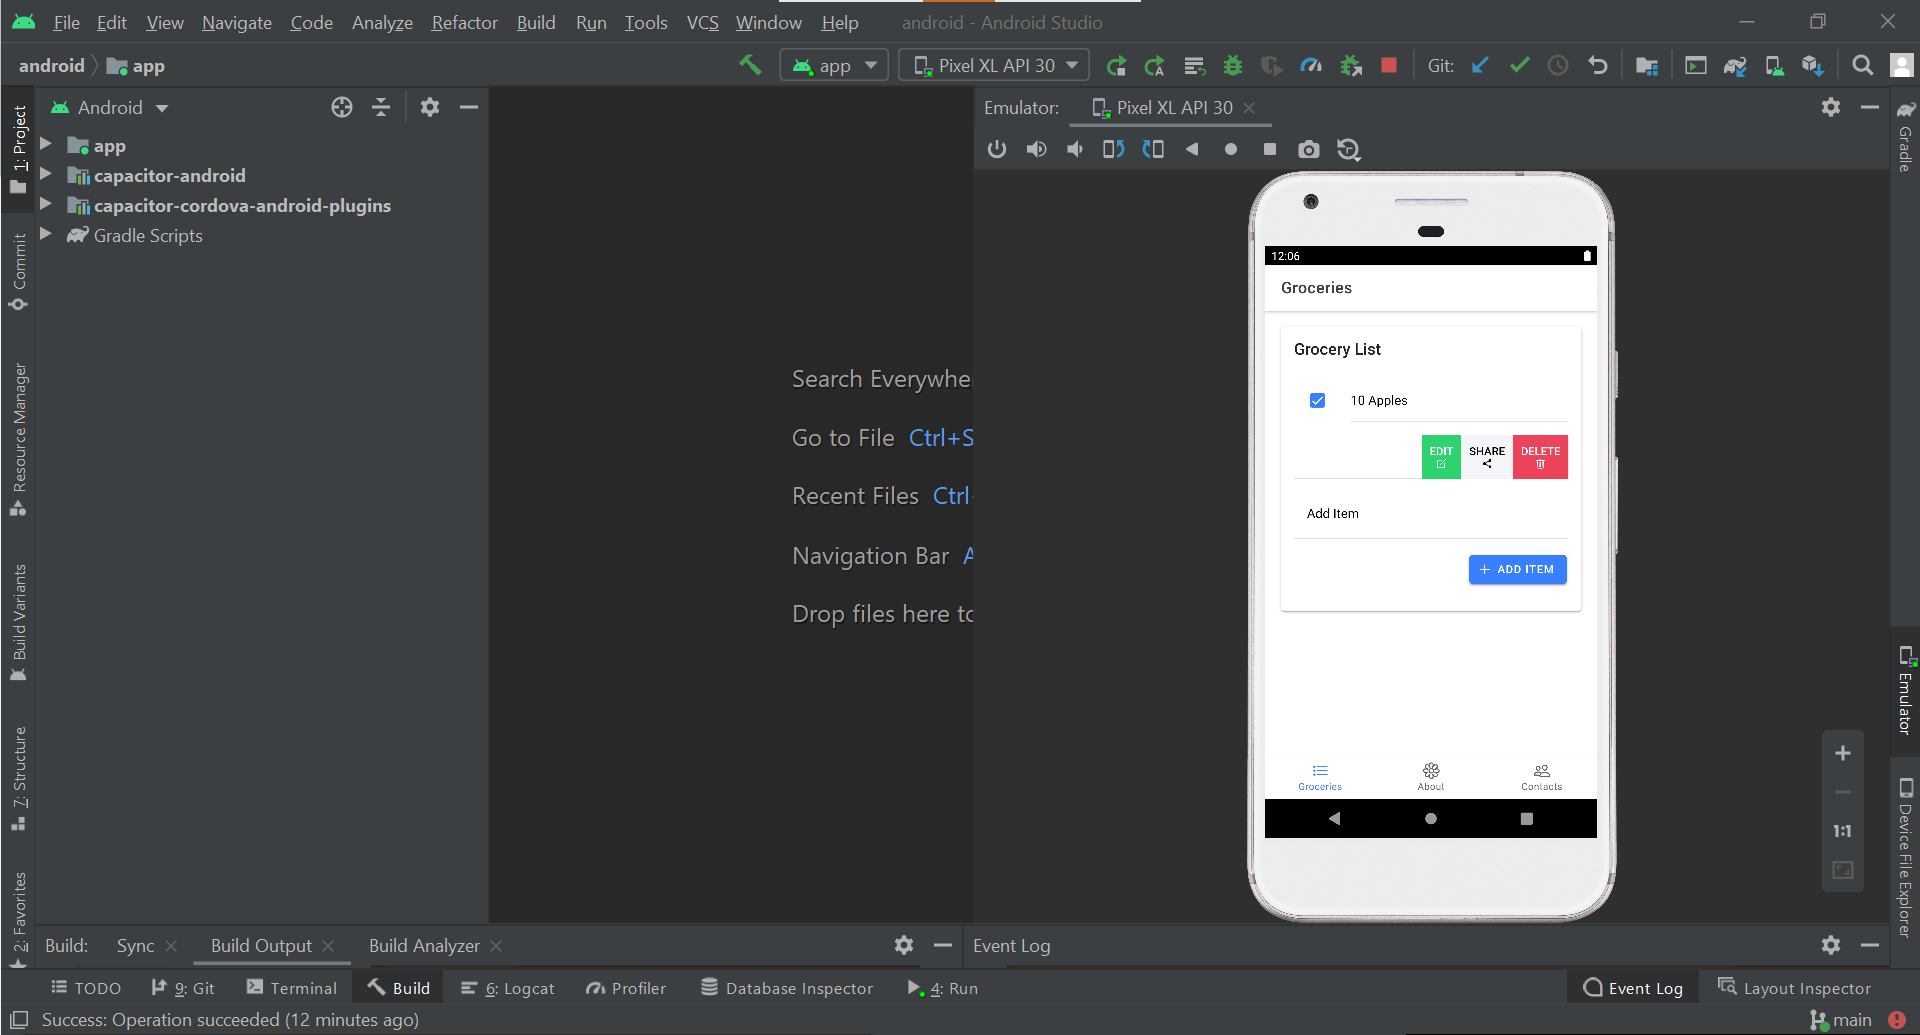 File Edit View Navigate Code Analyze Refactor Build Run Tools VCS Window Help android - Android Studio
android app
app Pixel XL API 30 Git:
Android
app
capacitor-android
capacitor-cordova-android-plugins
Gradle Scripts
1: Project
Commit
Resource Manager
Build Variants
7: Structure
2: Favorites
Search Everywhe
Go to File Ctrl+S
Recent Files Ctrl+
Navigation Bar A
Drop files here to
Emulator: Pixel XL API 30
12:06
Groceries
Grocery List
10 Apples
EDIT SHARE DELETE
Add Item
+ ADD ITEM
Groceries About Contacts
1:1
Gradle
Emulator
Device File Explorer
Build: Sync Build Output Build Analyzer
Event Log
TODO 9: Git Terminal Build 6: Logcat Profiler Database Inspector 4: Run Event Log Layout Inspector
Success: Operation succeeded (12 minutes ago) main